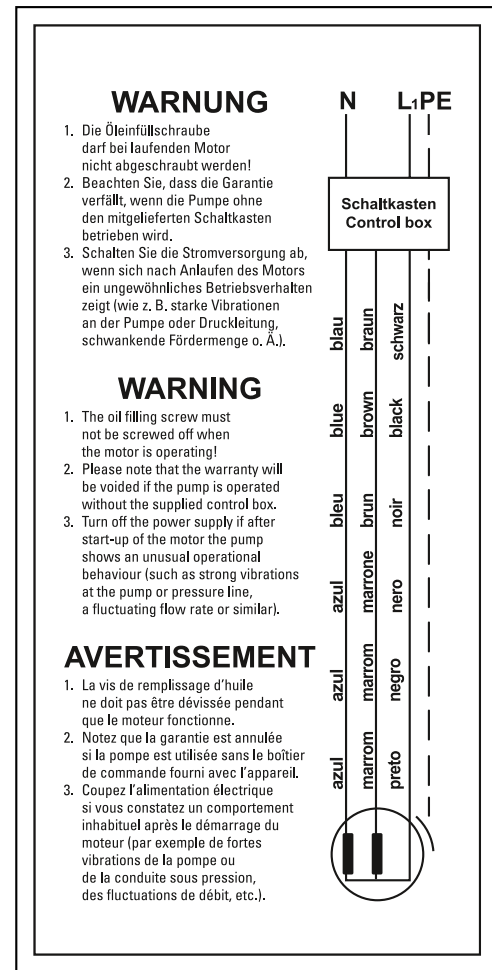 WARNUNG
1. Die Öleinfüllschraube
darf bei laufenden Motor
nicht abgeschraubt werden!
2. Beachten Sie, dass die Garantie
verfällt, wenn die Pumpe ohne
den mitgelieferten Schaltkasten
betrieben wird.
3. Schalten Sie die Stromversorgung ab,
wenn sich nach Anlaufen des Motors
ein ungewöhnliches Betriebsverhalten
zeigt (wie z. B. starke Vibrationen
an der Pumpe oder Druckleitung,
schwankende Fördermenge o. Ä.).
WARNING
1. The oil filling screw must
not be screwed off when
the motor is operating!
2. Please note that the warranty will
be voided if the pump is operated
without the supplied control box.
3. Turn off the power supply if after
start-up of the motor the pump
shows an unusual operational
behaviour (such as strong vibrations
at the pump or pressure line,
a fluctuating flow rate or similar).
AVERTISSEMENT
1. La vis de remplissage d'huile
ne doit pas être dévissée pendant
que le moteur fonctionne.
2. Notez que la garantie est annulée
si la pompe est utilisée sans le boîtier
de commande fourni avec l'appareil.
3. Coupez l'alimentation électrique
si vous constatez un comportement
inhabituel après le démarrage du
moteur (par exemple de fortes
vibrations de la pompe ou
de la conduite sous pression,
des fluctuations de débit, etc.).
N L1 PE
Schaltkasten
Control box
blau braun schwarz
blue brown black
bleu brun noir
azul marrone nero
azul marrom negro
azul marrom preto